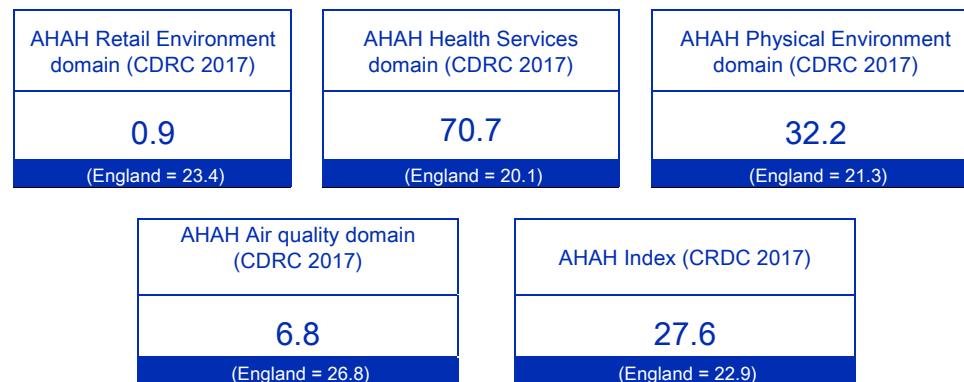 AHAH Retail Environment
domain (CDRC 2017)
0.9
(England = 23.4)
AHAH Health Services
domain (CDRC 2017)
70.7
(England = 20.1)
AHAH Physical Environment
domain (CDRC 2017)
32.2
(England = 21.3)
AHAH Air quality domain
(CDRC 2017)
6.8
(England = 26.8)
AHAH Index (CRDC 2017)
27.6
(England = 22.9)